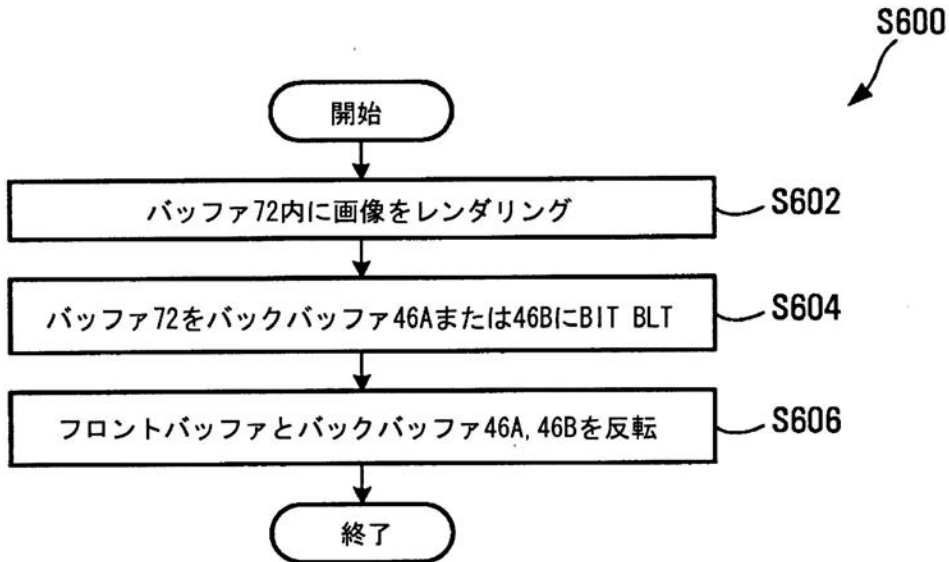 S600
開始
バッファ72内に画像をレンダリング
S602
バッファ72をバックバッファ46Aまたは46BにBIT BLT
S604
フロントバッファとバックバッファ46A,46Bを反転
S606
終了